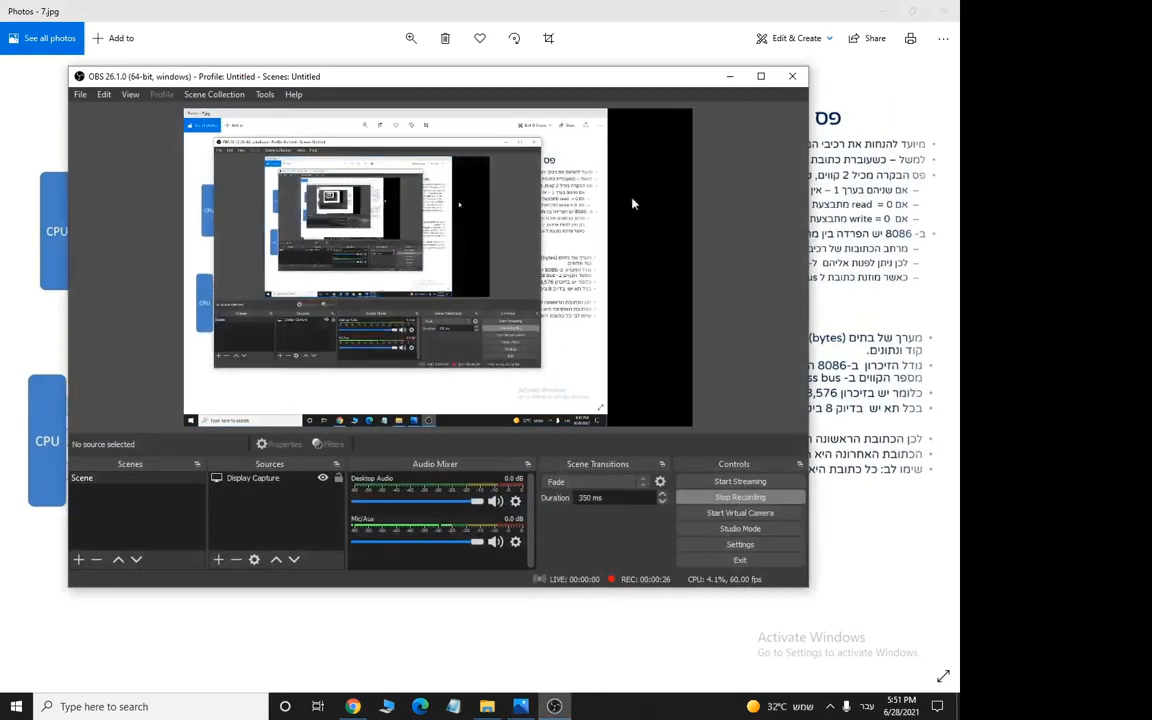 Photos - 7.jpg
See all photos
Add to
Edit & Create
Share
OBS 26.1.0 (64-bit, windows) - Profile: Untitled - Scenes: Untitled
File Edit View Profile Scene Collection Tools Help
פס
מיועד להנחות את רכיבי המ
למשל – כשעוברת כתובת
פס הבקרה מכיל 2 קווים, ט
אם שניהם בערך 1 – אין
אם 0 = read מתבצעת
אם 0 = write מתבצע
ב- 8086 יש הפרדה בין מר
מרחב הכתובות של רכיב
לכן ניתן לפנות אליהם ל-
כאשר מוזנת כתובת ל bus
CPU
מערך של בתים (bytes)
קוד ונתונים.
גודל הזיכרון ב-8086
מספר הקווים ב- ss bus
כלומר יש בזיכרון 8,576
בכל תא יש בדיוק 8 ביט
לכן הכתובת הראשונה ה
הכתובת האחרונה היא ה
שימו לב: כל כתובת היא
CPU
No source selected
Properties
Filters
Scenes
Sources
Audio Mixer
Scene Transitions
Controls
Scene
Display Capture
Desktop Audio 0.0 dB
Mic/Aux 0.0 dB
Fade
Duration 350 ms
Start Streaming
Stop Recording
Start Virtual Camera
Studio Mode
Settings
Exit
LIVE: 00:00:00 REC: 00:00:26 CPU: 4.1%, 60.00 fps
Activate Windows
Go to Settings to activate Windows.
Type here to search
32°C שמש
עבר
5:51 PM
6/28/2021